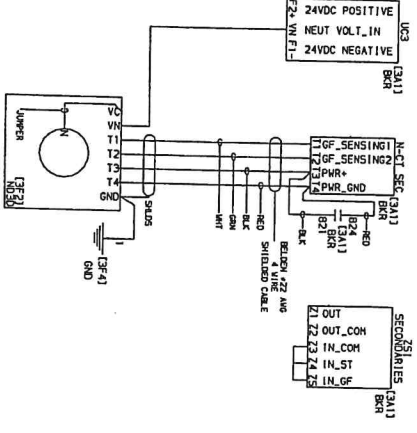 UC3
[3A1]
BKR
F2+ 24VDC POSITIVE
VN NEUT VOLT_IN
F1- 24VDC NEGATIVE
N-CT SEC
[3A1]
BKR
T1 GF_SENSING1
T2 GF_SENSING2
T3 PWR+
T4 PWR_GND
B24
[3A1]
BKR
B21
RED
BLK
VC
VN
T1
T2
T3
T4
GND
N
JUMPER
[3F2]
SHLDS
WHT
GRN
BLK
RED
BELDEN #22 AWG
4 WIRE
SHIELDED CABLE
1
[3F4]
GND
ZSI
SECONDARIES
[3A1]
BKR
Z1 OUT
Z2 OUT_COM
Z3 IN_COM
Z4 IN_ST
Z5 IN_GF